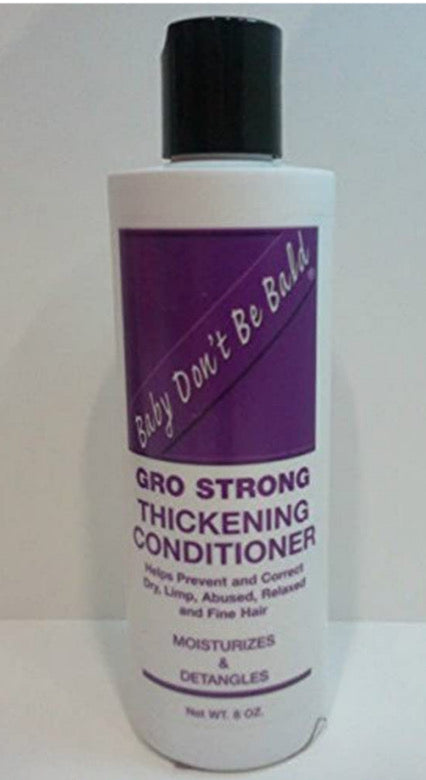 Baby Don't Be Bald®
GRO STRONG
THICKENING
CONDITIONER
Helps Prevent and Correct
Dry, Limp, Abused, Relaxed
and Fine Hair
MOISTURIZES
&
DETANGLES
Net WT. 8 OZ.